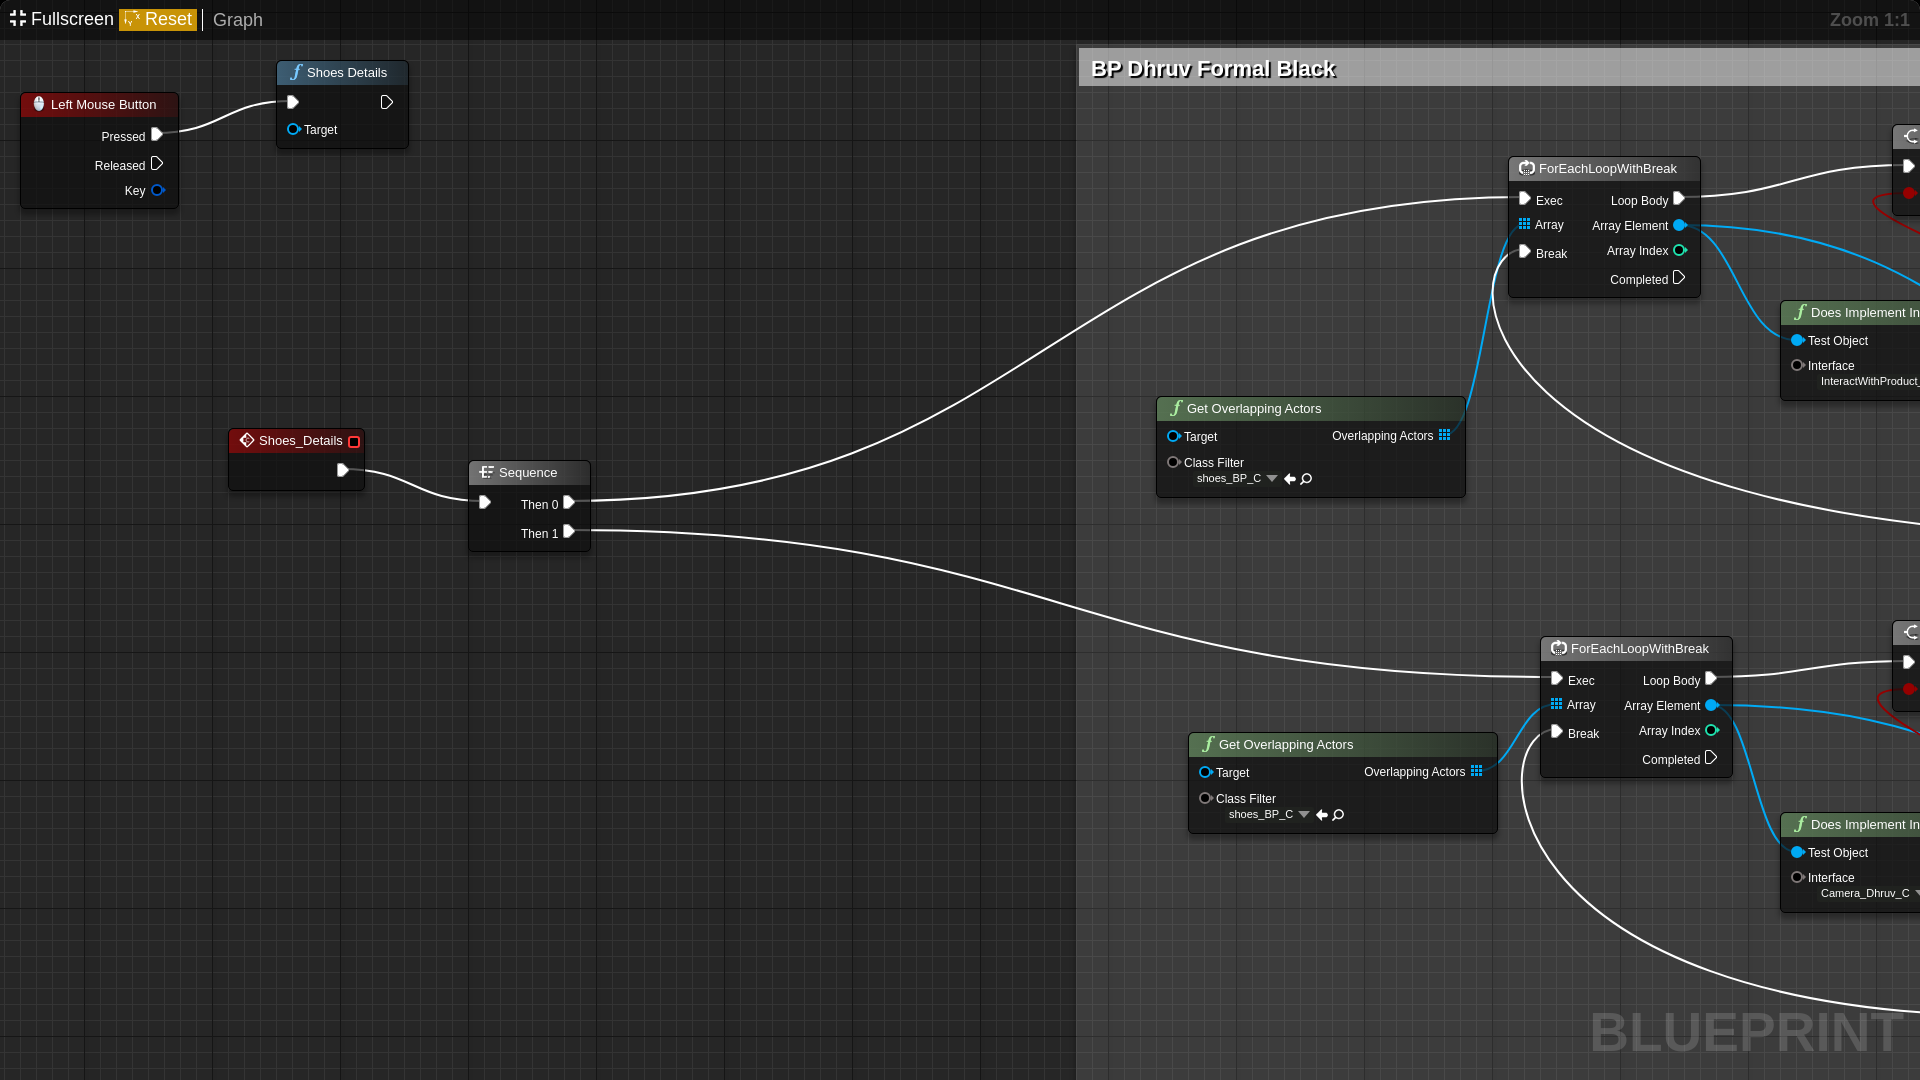 Fullscreen Reset Graph
Zoom 1:1
Shoes Details
Target
Left Mouse Button
Pressed
Released
Key
BP Dhruv Formal Black
ForEachLoopWithBreak
Exec Loop Body
Array Array Element
Array Index
Break
Completed
Does Implement In
Test Object
Interface
InteractWithProduct_
Get Overlapping Actors
Target Overlapping Actors
Class Filter
shoes_BP_C
Shoes_Details
Sequence
Then 0
Then 1
ForEachLoopWithBreak
Exec Loop Body
Array Array Element
Array Index
Break
Completed
Get Overlapping Actors
Target Overlapping Actors
Class Filter
shoes_BP_C
Does Implement In
Test Object
Interface
Camera_Dhruv_C
BLUEPRINT